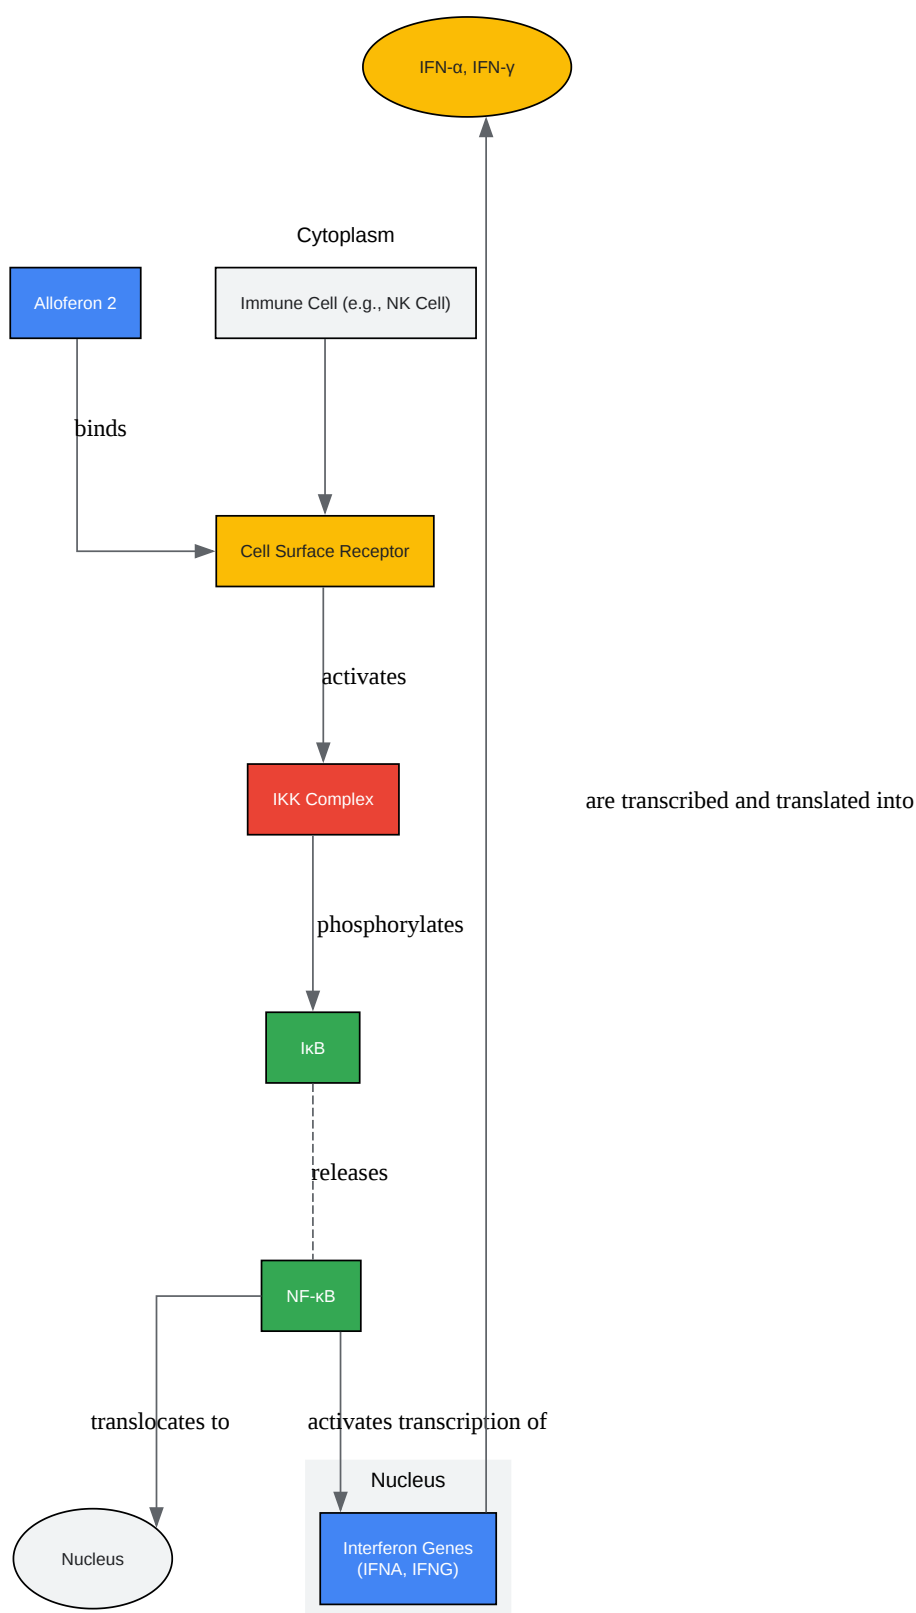 IFN-α, IFN-γ
Cytoplasm
Alloferon 2
Immune Cell (e.g., NK Cell)
binds
Cell Surface Receptor
activates
IKK Complex
are transcribed and translated into
phosphorylates
IκB
releases
NF-κB
translocates to
activates transcription of
Nucleus
Interferon Genes
(IFNA, IFNG)
Nucleus